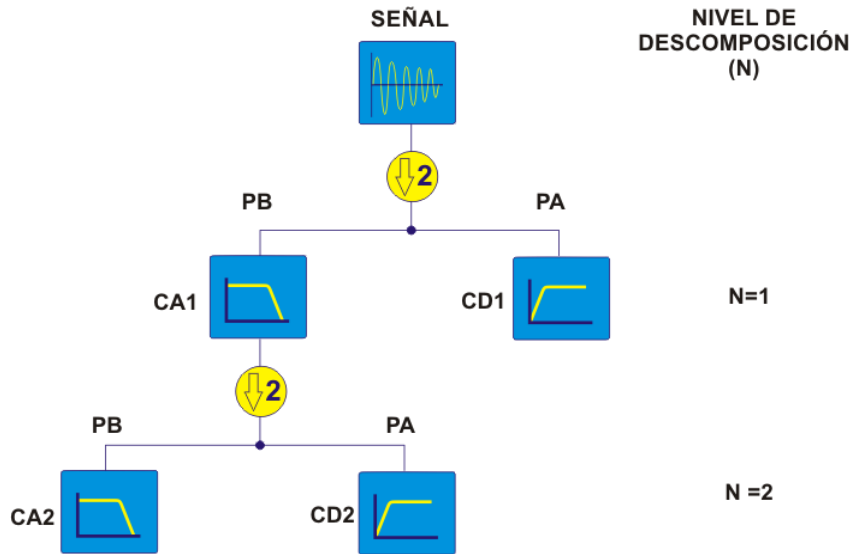 SEÑAL
NIVEL DE
DESCOMPOSICIÓN
(N)
2
PB
PA
CA1
CD1
N=1
2
PB
PA
CA2
CD2
N =2